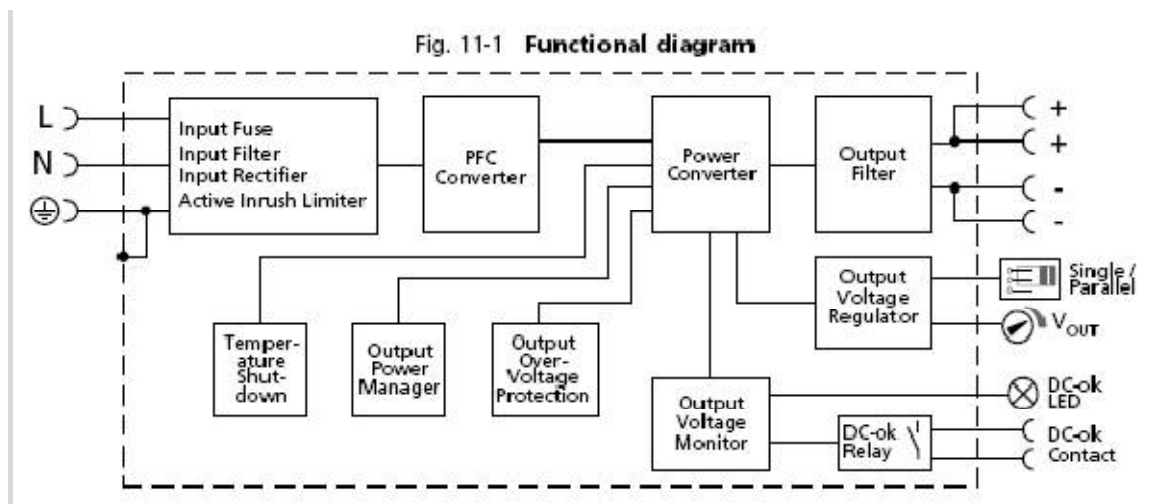 Fig. 11-1 Functional diagram
L
N
Input Fuse
Input Filter
Input Rectifier
Active Inrush Limiter
PFC
Converter
Power
Converter
Output
Filter
+
+
-
-
Output
Voltage
Regulator
Single /
Parallel
VOUT
Temper-
ature
Shut-
down
Output
Power
Manager
Output
Over-
Voltage
Protection
Output
Voltage
Monitor
DC-ok
LED
DC-ok
Relay
DC-ok
Contact